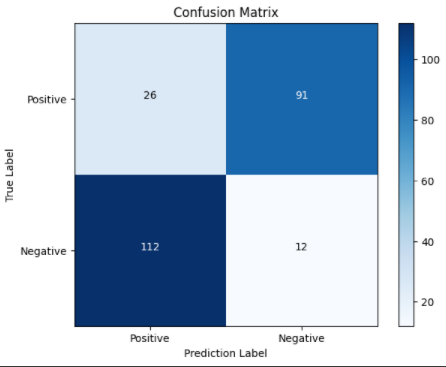 Confusion Matrix
True Label
Positive
26
91
Negative
112
12
Positive
Negative
Prediction Label
100
80
60
40
20